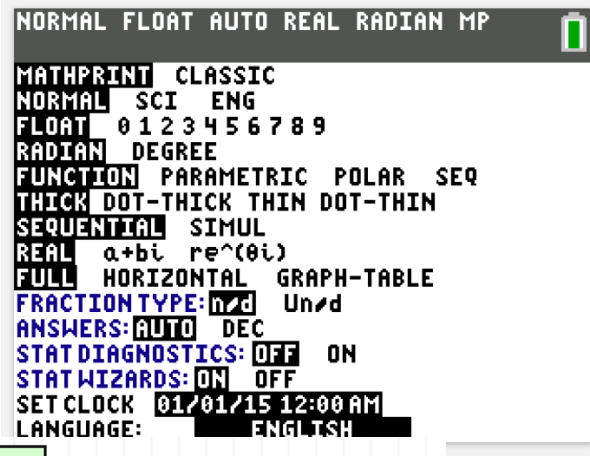 NORMAL FLOAT AUTO REAL RADIAN MP
MATHPRINT CLASSIC
NORMAL SCI ENG
FLOAT 0 1 2 3 4 5 6 7 8 9
RADIAN DEGREE
FUNCTION PARAMETRIC POLAR SEQ
THICK DOT-THICK THIN DOT-THIN
SEQUENTIAL SIMUL
REAL a+bi re^(θi)
FULL HORIZONTAL GRAPH-TABLE
FRACTION TYPE: n/d Un/d
ANSWERS: AUTO DEC
STAT DIAGNOSTICS: OFF ON
STAT WIZARDS: ON OFF
SET CLOCK 01/01/15 12:00 AM
LANGUAGE: ENGLISH